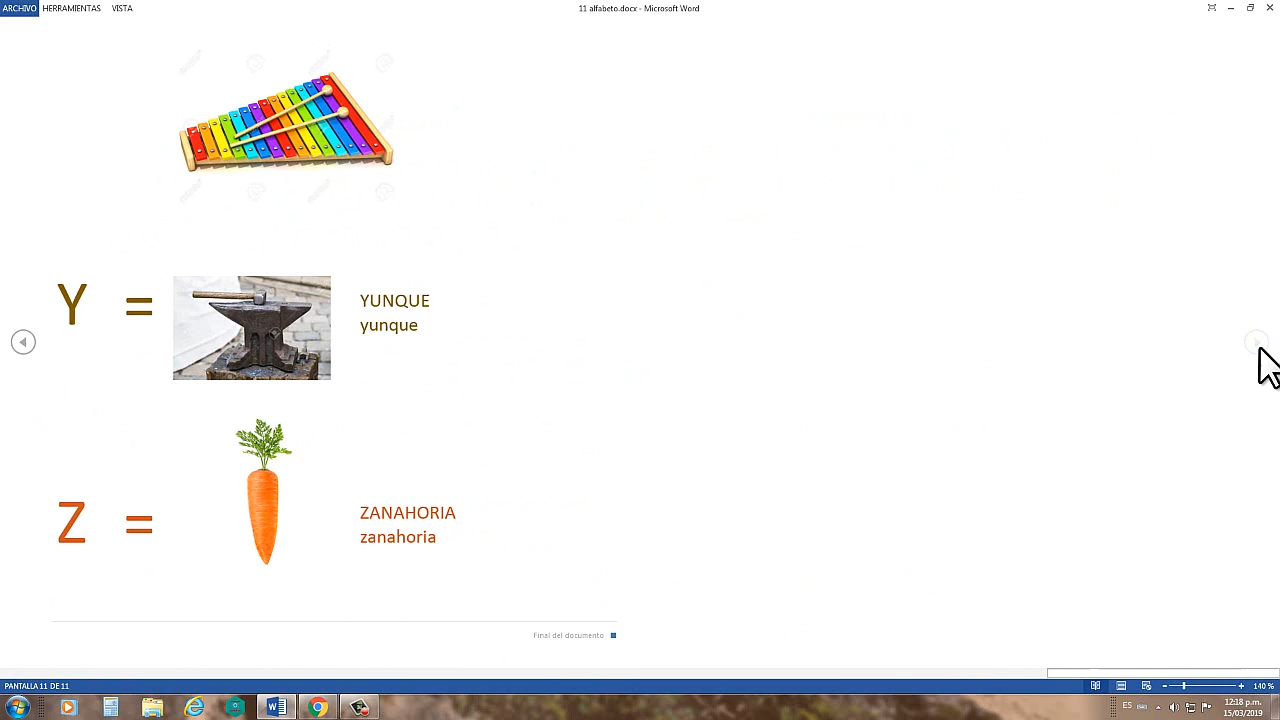 ARCHIVO HERRAMIENTAS VISTA
11 alfabeto.docx - Microsoft Word
Y =
YUNQUE
yunque
Z =
ZANAHORIA
zanahoria
Final del documento
PANTALLA 11 DE 11
140 %
ES
12:18 p.m.
15/03/2019